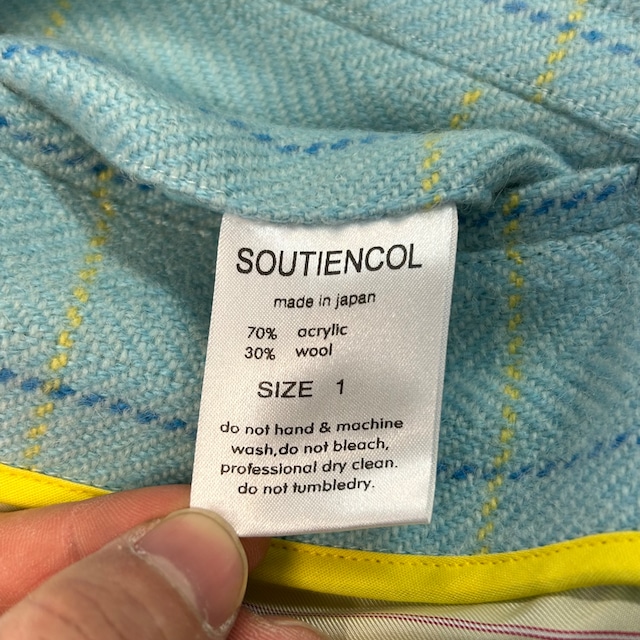 SOUTIENCOL
made in japan
70% acrylic
30% wool
SIZE 1
do not hand & machine
wash,do not bleach,
professional dry clean.
do not tumbledry.